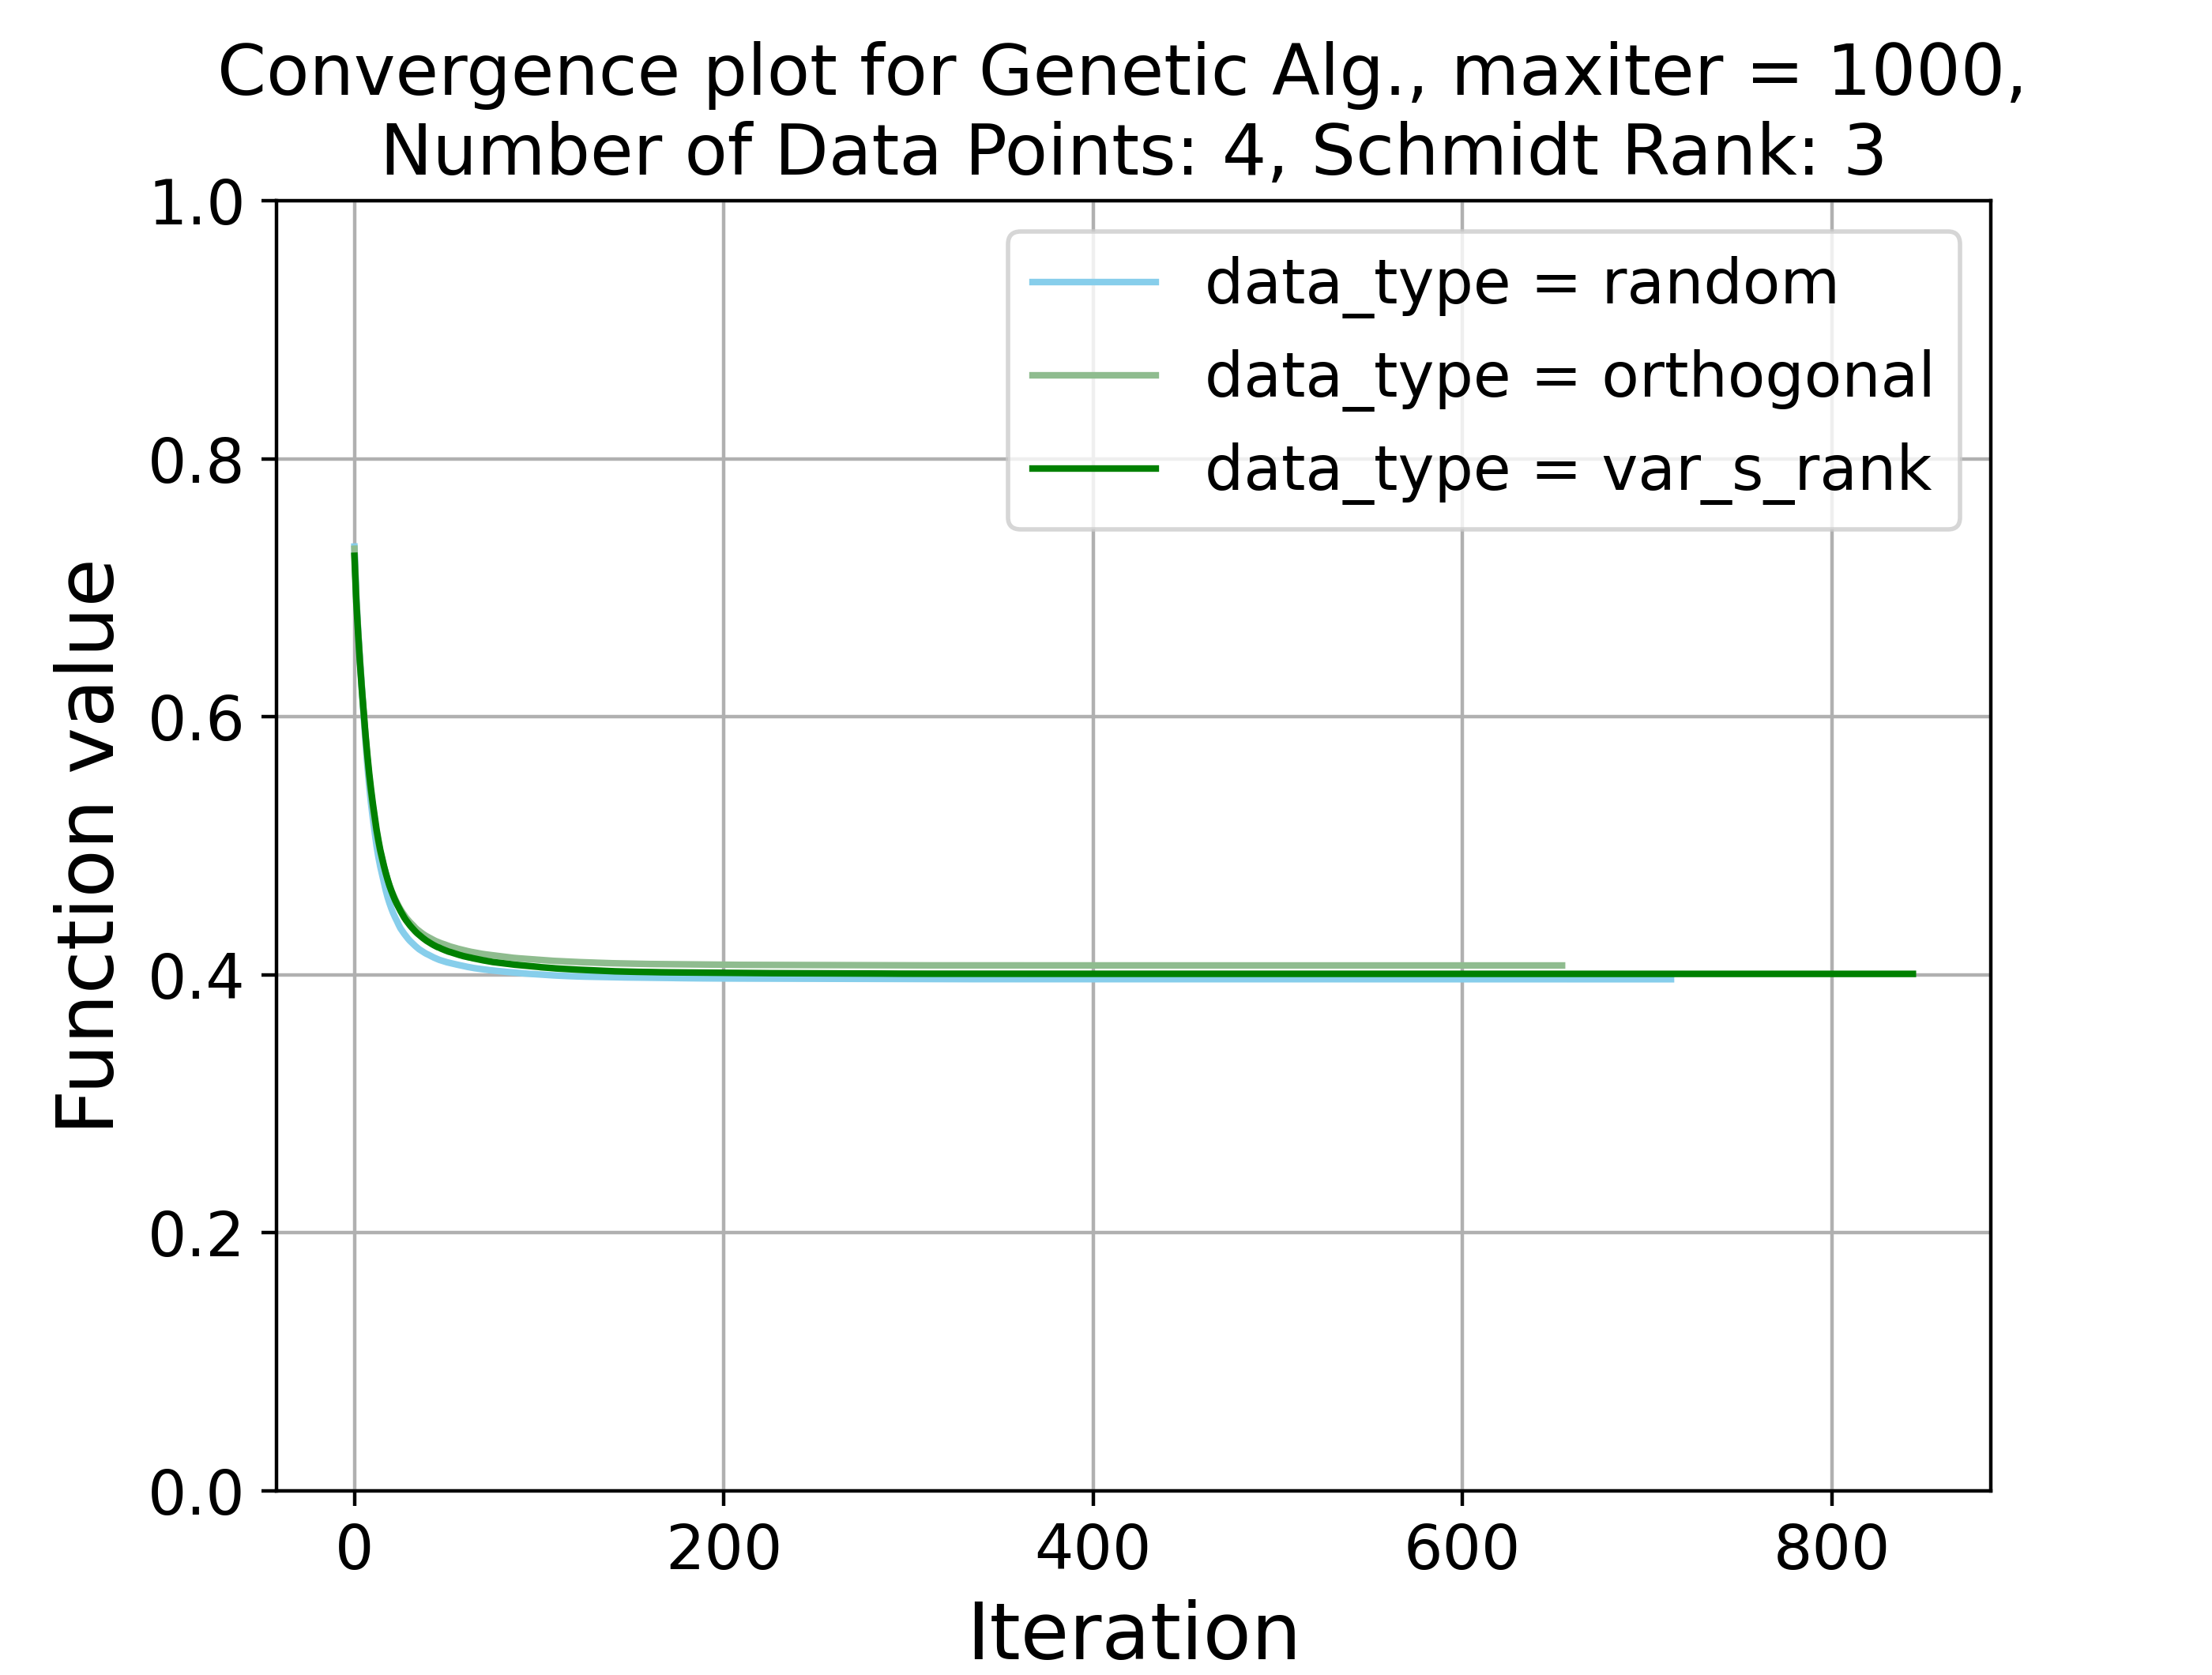 Convergence plot for Genetic Alg., maxiter = 1000,
Number of Data Points: 4, Schmidt Rank: 3
data_type = random
data_type = orthogonal
data_type = var_s_rank
Function value
1.0
0.8
0.6
0.4
0.2
0.0
0 200 400 600 800
Iteration